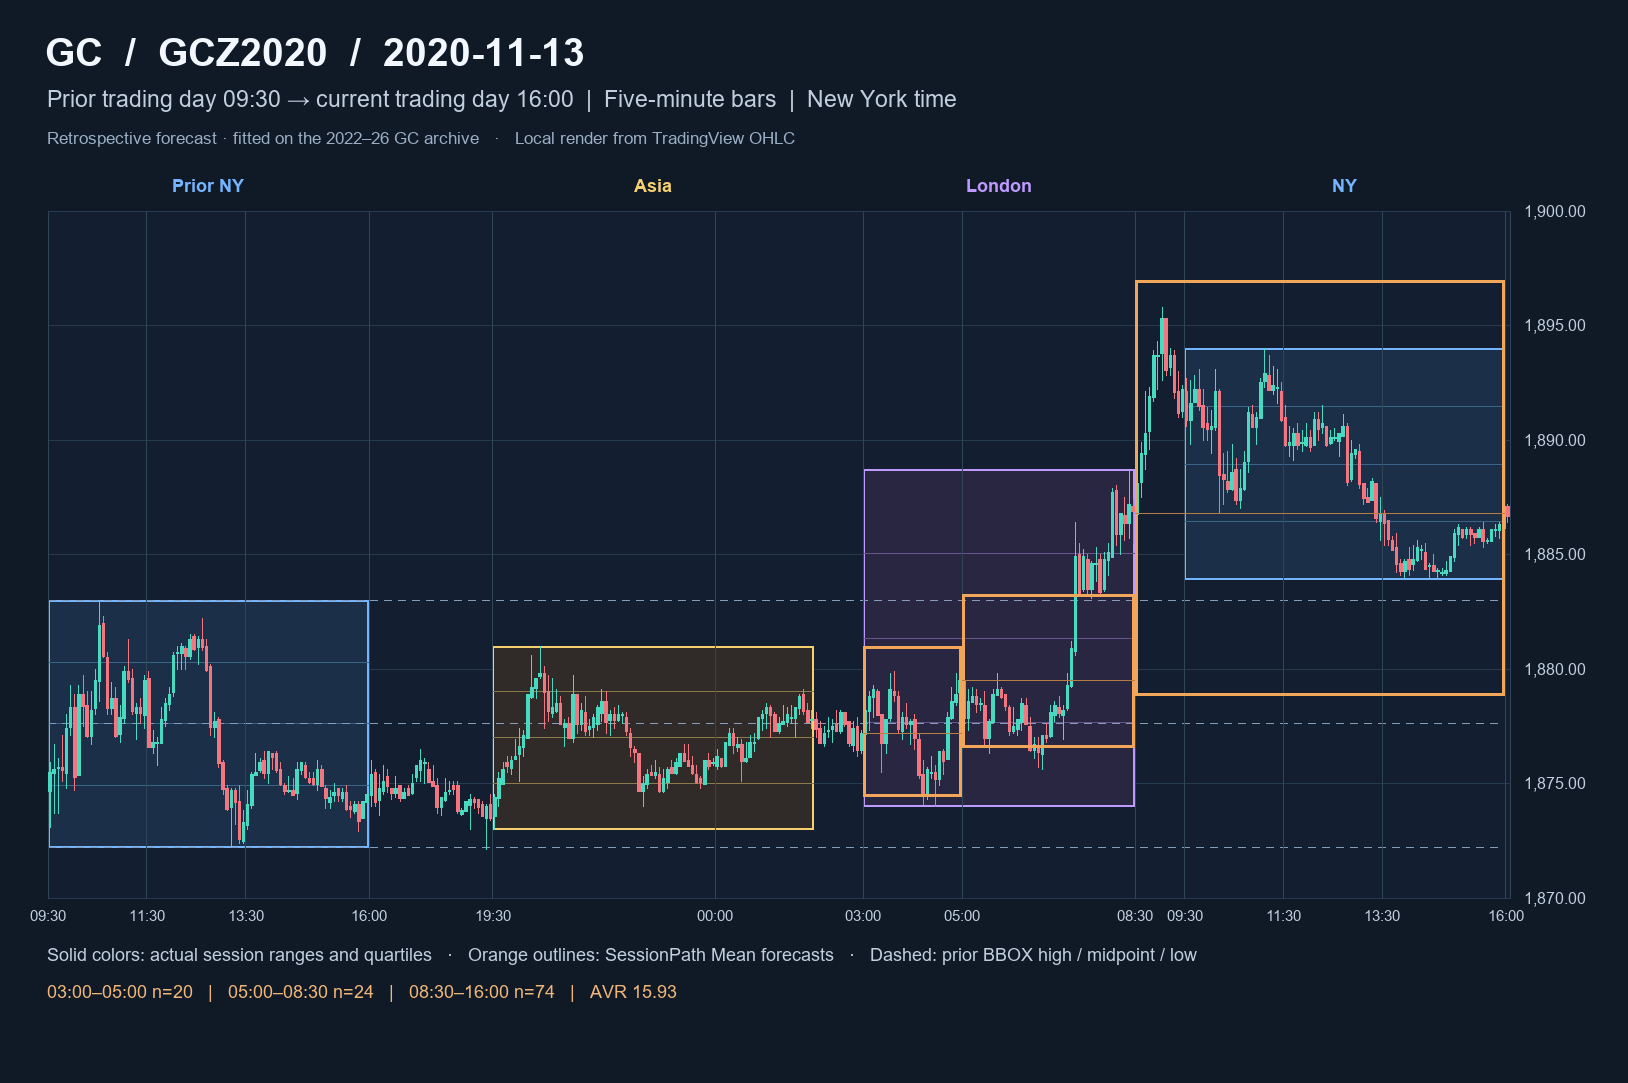 GC / GCZ2020 / 2020-11-13
Prior trading day 09:30 → current trading day 16:00 | Five-minute bars | New York time
Retrospective forecast · fitted on the 2022–26 GC archive · Local render from TradingView OHLC
Prior NY Asia London NY
1,900.00
1,895.00
1,890.00
1,885.00
1,880.00
1,875.00
1,870.00
09:30 11:30 13:30 16:00 19:30 00:00 03:00 05:00 08:30 09:30 11:30 13:30 16:00
Solid colors: actual session ranges and quartiles · Orange outlines: SessionPath Mean forecasts · Dashed: prior BBOX high / midpoint / low
03:00–05:00 n=20 | 05:00–08:30 n=24 | 08:30–16:00 n=74 | AVR 15.93